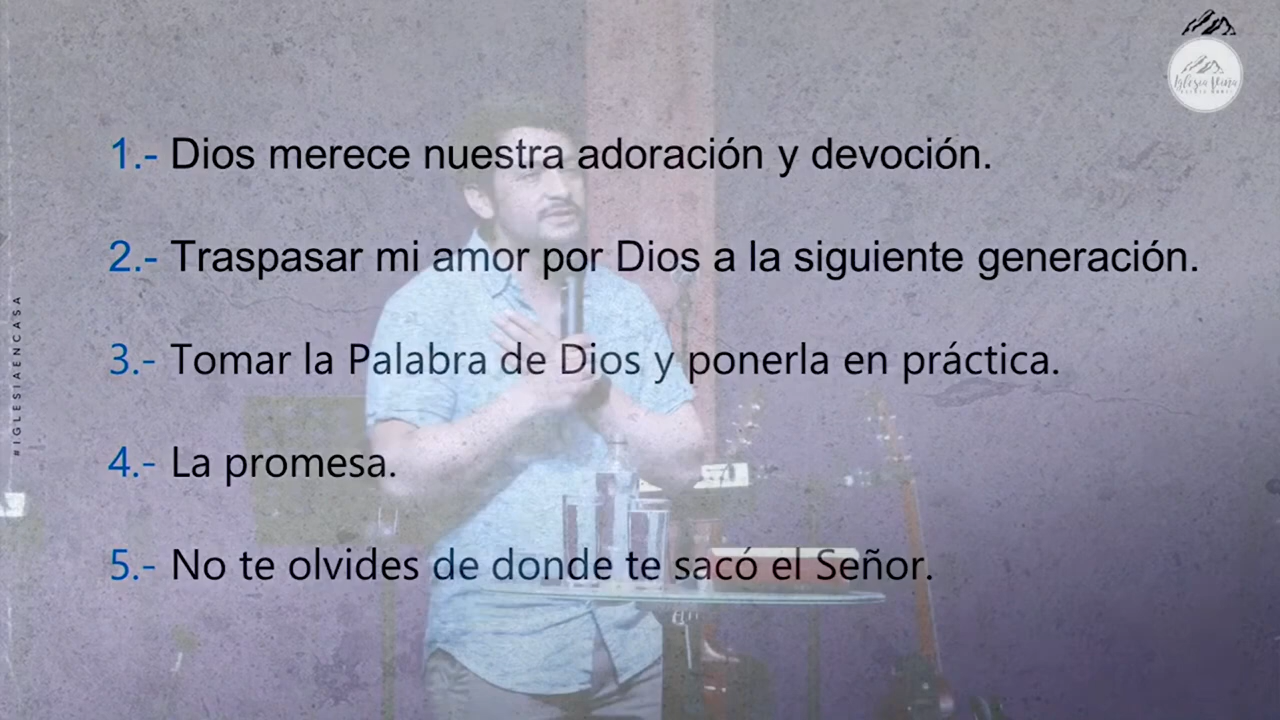 Iglesia Viña
1.- Dios merece nuestra adoración y devoción.
2.- Traspasar mi amor por Dios a la siguiente generación.
3.- Tomar la Palabra de Dios y ponerla en práctica.
4.- La promesa.
5.- No te olvides de donde te sacó el Señor.
#IGLESIAENCASA